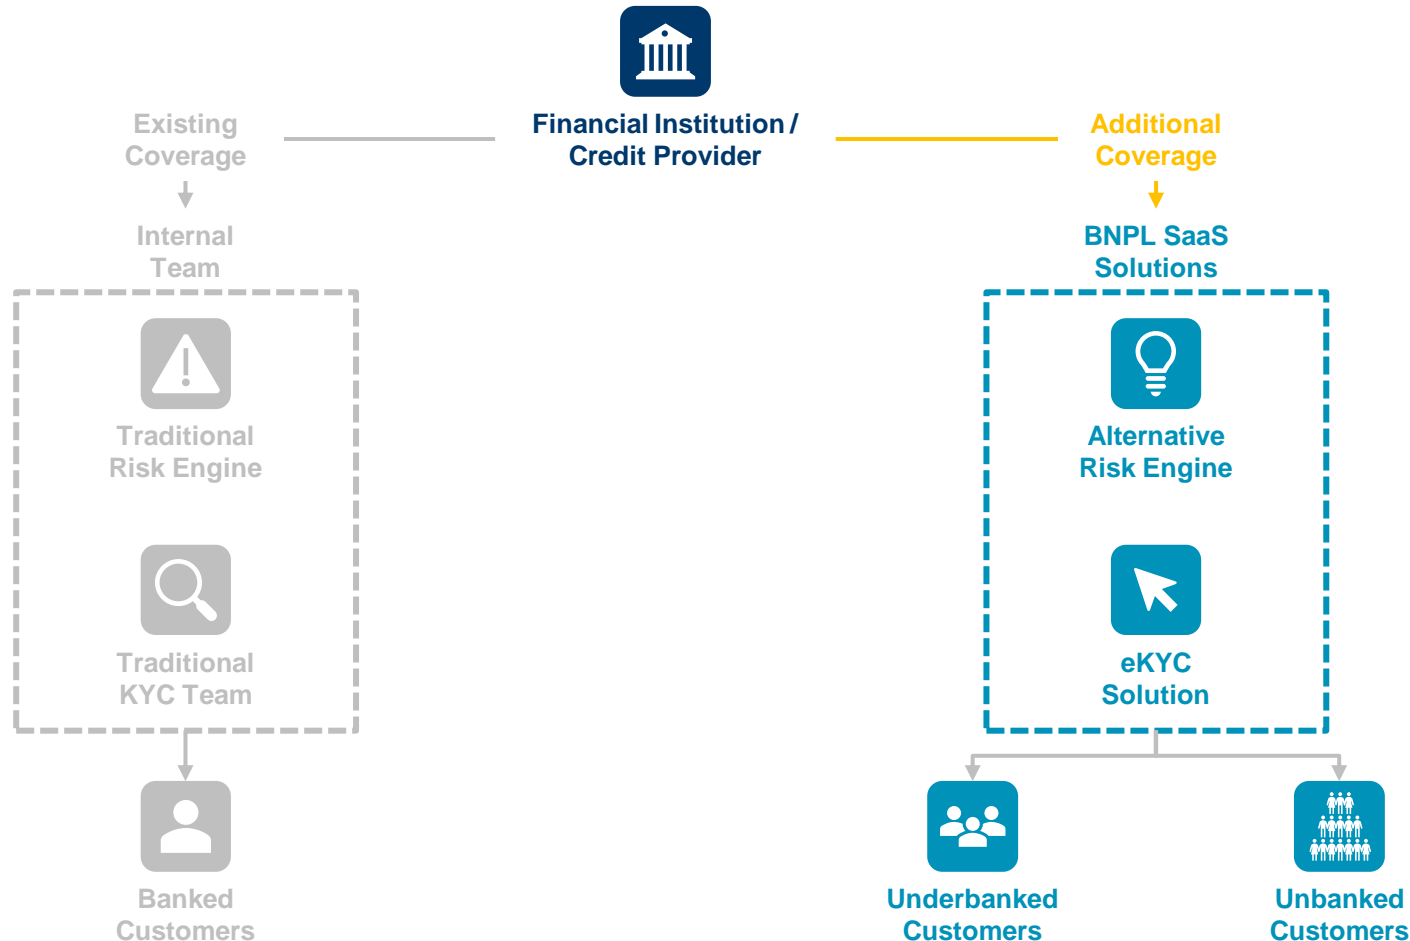 Financial Institution /
Credit Provider
Existing
Coverage
Internal
Team
Traditional
Risk Engine
Traditional
KYC Team
Banked
Customers
Additional
Coverage
BNPL SaaS
Solutions
Alternative
Risk Engine
eKYC
Solution
Underbanked
Customers
Unbanked
Customers